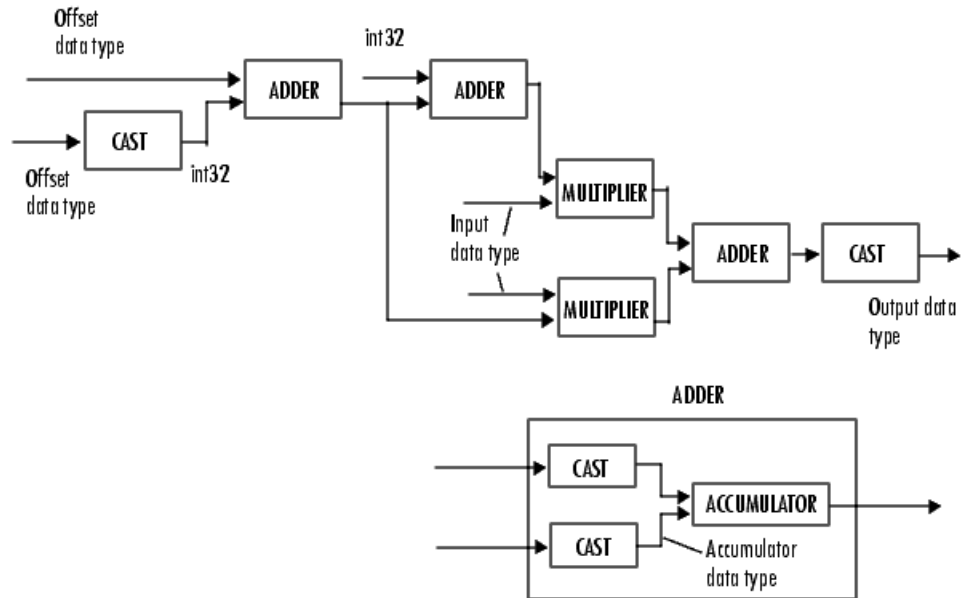 Offset
data type
int32
ADDER
ADDER
CAST
int32
Offset
data type
MULTIPLIER
Input
data type
ADDER
CAST
MULTIPLIER
Output data
type
ADDER
CAST
ACCUMULATOR
CAST
Accumulator
data type